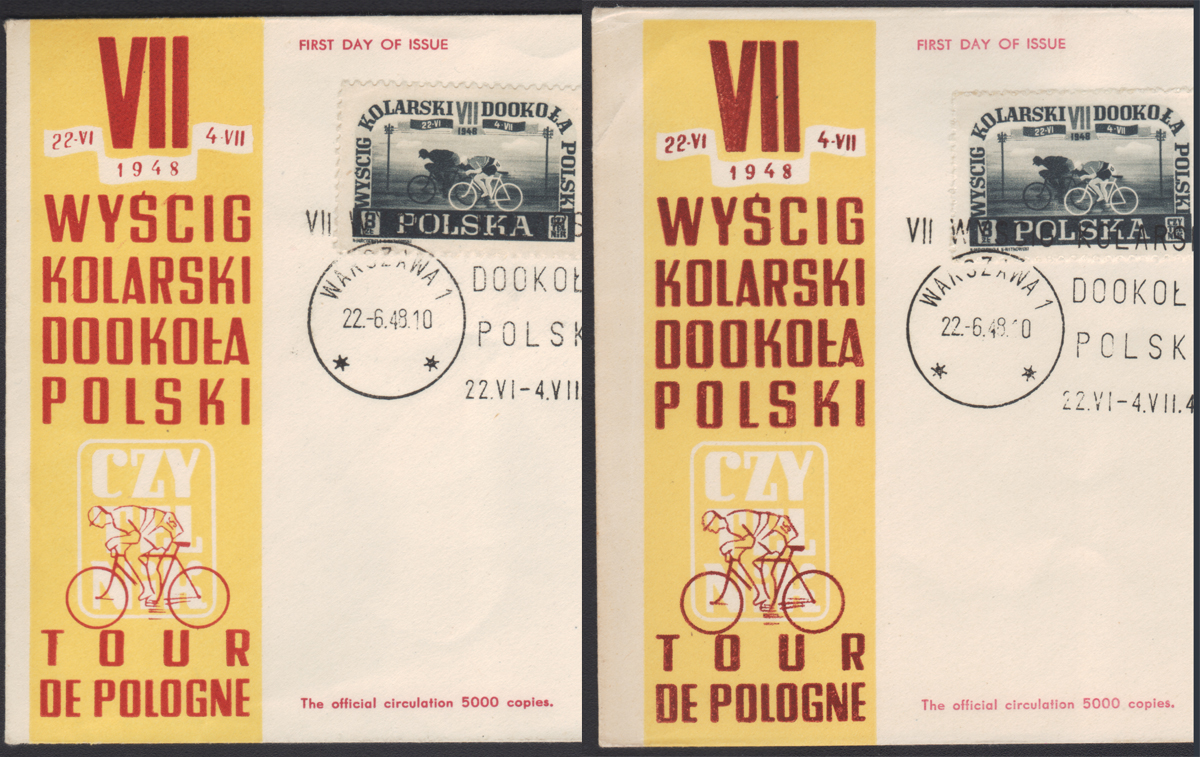 VII
22-VI 4-VII
1948
WYŚCIG
KOLARSKI
DOOKOŁA
POLSKI
CZY
TOUR
DE POLOGNE
FIRST DAY OF ISSUE
WYŚCIG KOLARSKI VII DOOKOŁA POLSKI
22-VI 1948 4-VII
POLSKA
VII
WARSZAWA 1
22.-6.48.10
DOOKOŁ
POLSK
22.VI-4.VII.
The official circulation 5000 copies.
VII
22-VI 4-VII
1948
WYŚCIG
KOLARSKI
DOOKOŁA
POLSKI
CZY
TOUR
DE POLOGNE
FIRST DAY OF ISSUE
WYŚCIG KOLARSKI VII DOOKOŁA POLSKI
22-VI 1948 4-VII
POLSKA
VII WYŚCIG KOLARS
WARSZAWA 1
22.-6.48.10
DOOKOŁ
POLSK
22.VI-4.VII.4
The official circulation 5000 copies.